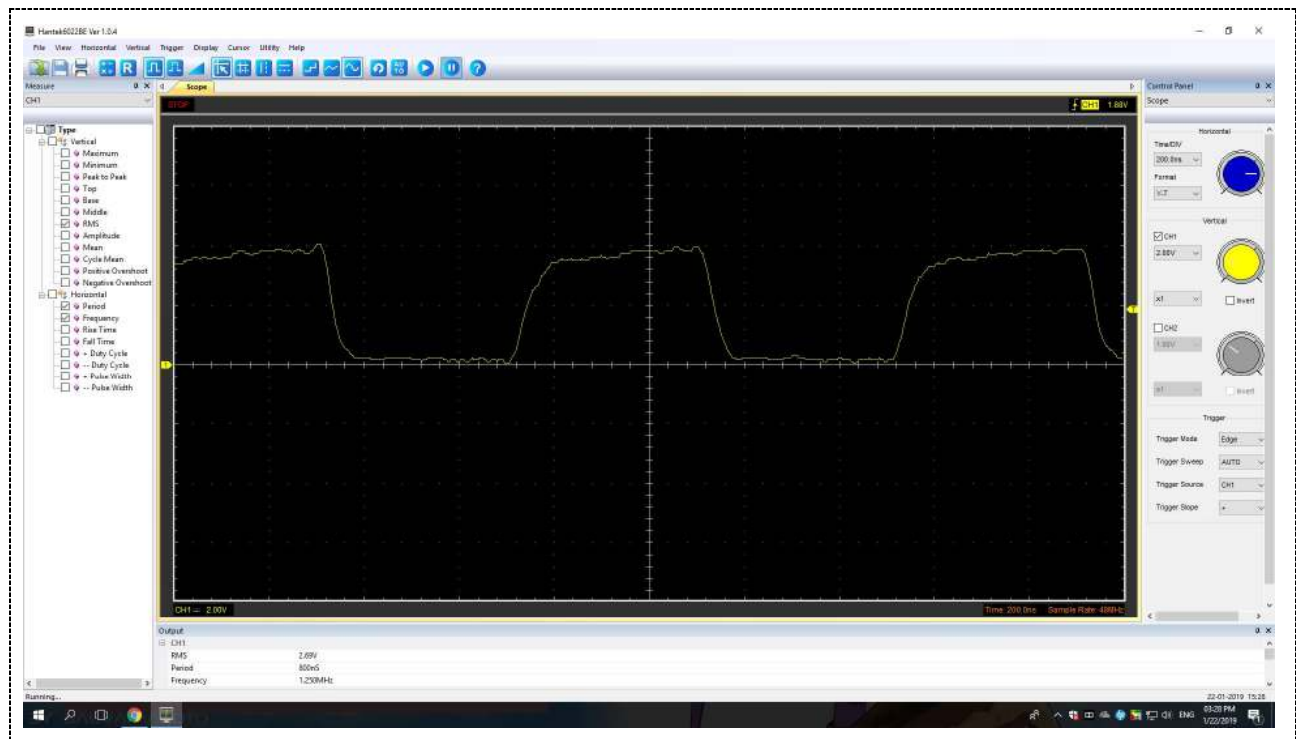 Hantek6022BE Ver 1.0.4
File View Horizontal Vertical Trigger Display Cursor Utility Help
Measure
Scope
Control Panel
CH1
STOP
CH1 1.88V
Scope
Type
Vertical
Maximum
Minimum
Peak to Peak
Top
Base
Middle
RMS
Amplitude
Mean
Cycle Mean
Positive Overshoot
Negative Overshoot
Horizontal
Period
Frequency
Rise Time
Fall Time
+ Duty Cycle
-- Duty Cycle
+ Pulse Width
-- Pulse Width
Horizontal
Time/DIV
200.0ns
Format
Y-T
Vertical
CH1
2.00V
x1
Invert
CH2
1.00V
x1
Invert
Trigger
Trigger Mode Edge
Trigger Sweep AUTO
Trigger Source CH1
Trigger Slope +
CH1 2.00V
Time: 200.0ns Sample Rate: 48MHz
Output
CH1
RMS 2.69V
Period 800nS
Frequency 1.250MHz
Running...
22-01-2019 15:28
ENG
03:28 PM
1/22/2019